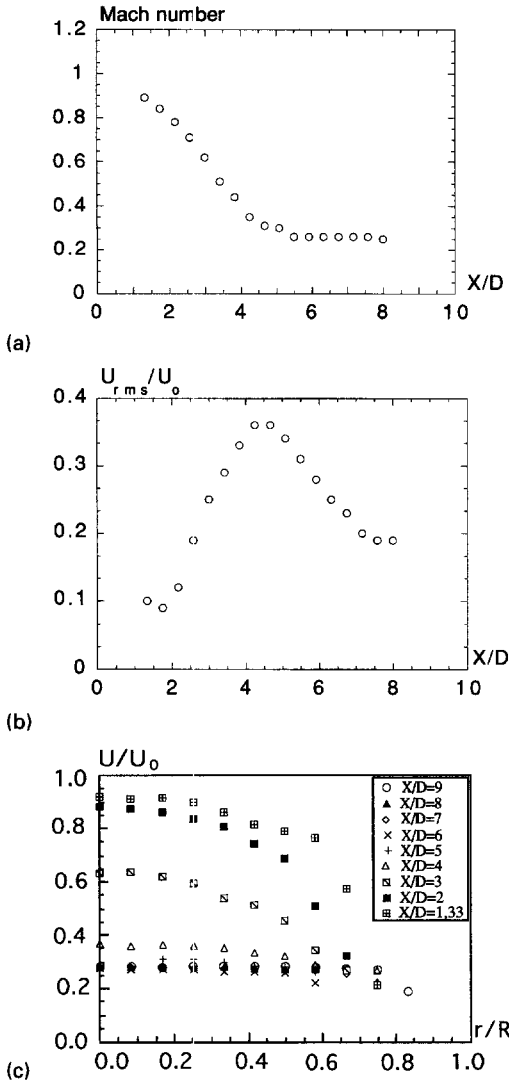 Mach number
1.2
1
0.8
0.6
0.4
0.2
0
0 2 4 6 8 10
X/D
(a)
Urms/Uo
0.4
0.3
0.2
0.1
0
0 2 4 6 8 10
X/D
(b)
U/Uo
1.0
0.8
0.6
0.4
0.2
0.0
X/D=9
X/D=8
X/D=7
X/D=6
X/D=5
X/D=4
X/D=3
X/D=2
X/D=1,33
0.0 0.2 0.4 0.6 0.8 1.0
r/R
(c)